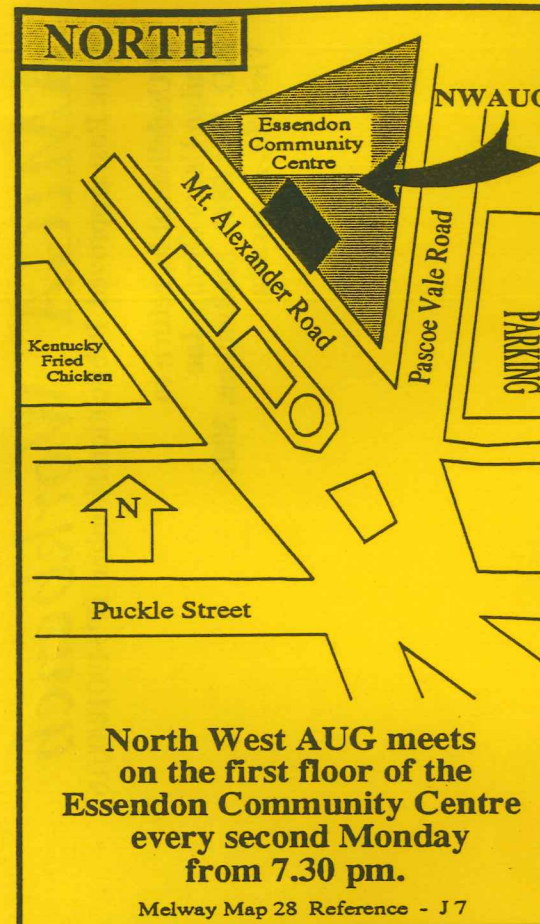 NORTH
NWAUG
Essendon
Community
Centre
Mt. Alexander Road
Pascoe Vale Road
PARKING
Kentucky
Fried
Chicken
N
Puckle Street
North West AUG meets
on the first floor of the
Essendon Community Centre
every second Monday
from 7.30 pm.
Melway Map 28 Reference - J 7